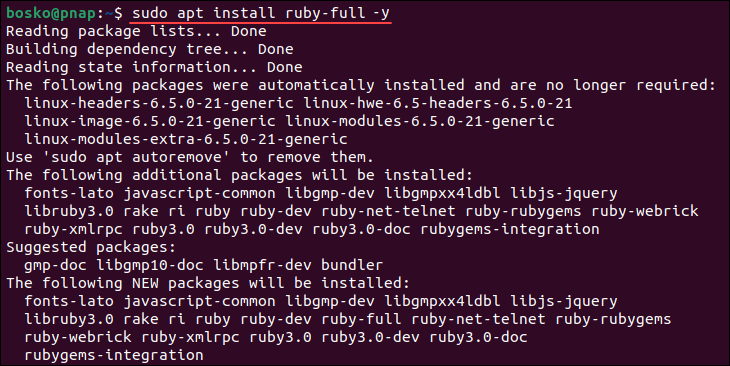 bosko@pnap:~$ sudo apt install ruby-full -y
Reading package lists... Done
Building dependency tree... Done
Reading state information... Done
The following packages were automatically installed and are no longer required:
  linux-headers-6.5.0-21-generic linux-hwe-6.5-headers-6.5.0-21
  linux-image-6.5.0-21-generic linux-modules-6.5.0-21-generic
  linux-modules-extra-6.5.0-21-generic
Use 'sudo apt autoremove' to remove them.
The following additional packages will be installed:
  fonts-lato javascript-common libgmp-dev libgmpxx4ldbl libjs-jquery
  libruby3.0 rake ri ruby ruby-dev ruby-net-telnet ruby-rubygems ruby-webrick
  ruby-xmlrpc ruby3.0 ruby3.0-dev ruby3.0-doc rubygems-integration
Suggested packages:
  gmp-doc libgmp10-doc libmpfr-dev bundler
The following NEW packages will be installed:
  fonts-lato javascript-common libgmp-dev libgmpxx4ldbl libjs-jquery
  libruby3.0 rake ri ruby ruby-dev ruby-full ruby-net-telnet ruby-rubygems
  ruby-webrick ruby-xmlrpc ruby3.0 ruby3.0-dev ruby3.0-doc
  rubygems-integration